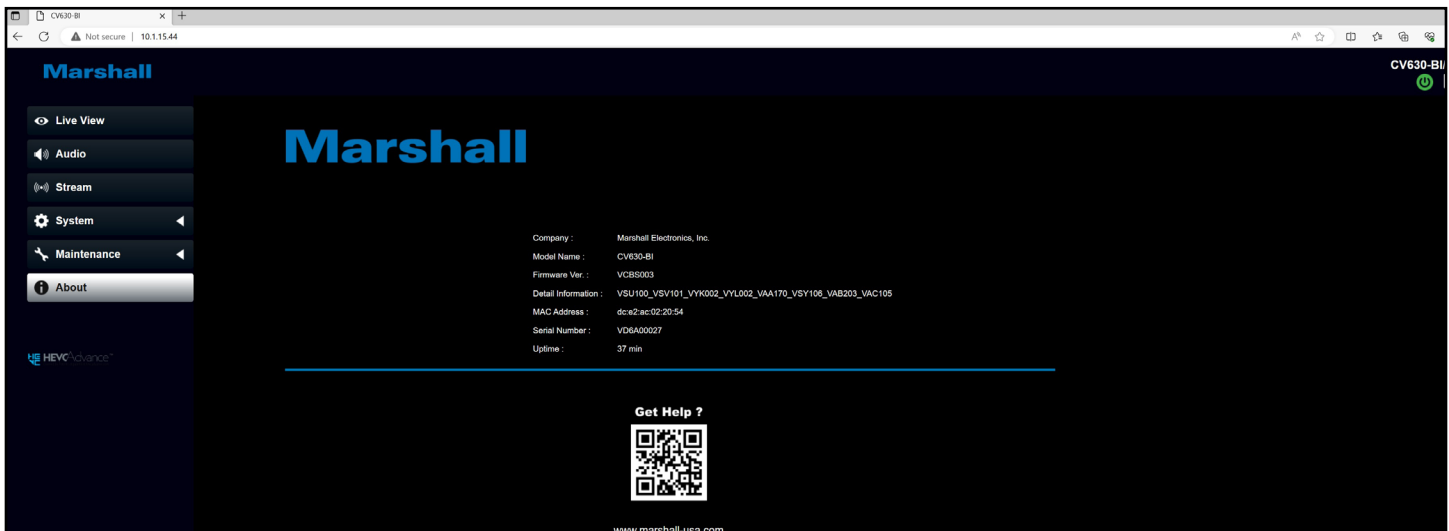 CV630-BI
Not secure | 10.1.15.44
Marshall
CV630-BI/
Live View
Audio
Stream
System
Maintenance
About
HEVC Advance™
Marshall
Company : Marshall Electronics, Inc.
Model Name : CV630-BI
Firmware Ver. : VCBS003
Detail Information : VSU100_VSV101_VYK002_VYL002_VAA170_VSY106_VAB203_VAC105
MAC Address : dc:e2:ac:02:20:54
Serial Number : VD6A00027
Uptime : 37 min
Get Help ?
www.marshall-usa.com